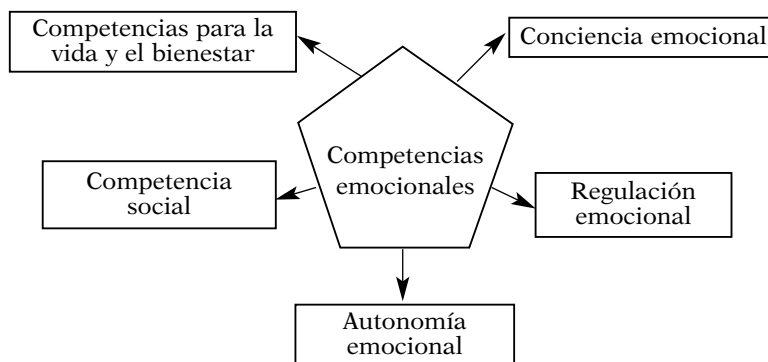 Competencias para la
vida y el bienestar
Conciencia emocional
Competencias
emocionales
Competencia
social
Regulación
emocional
Autonomía
emocional